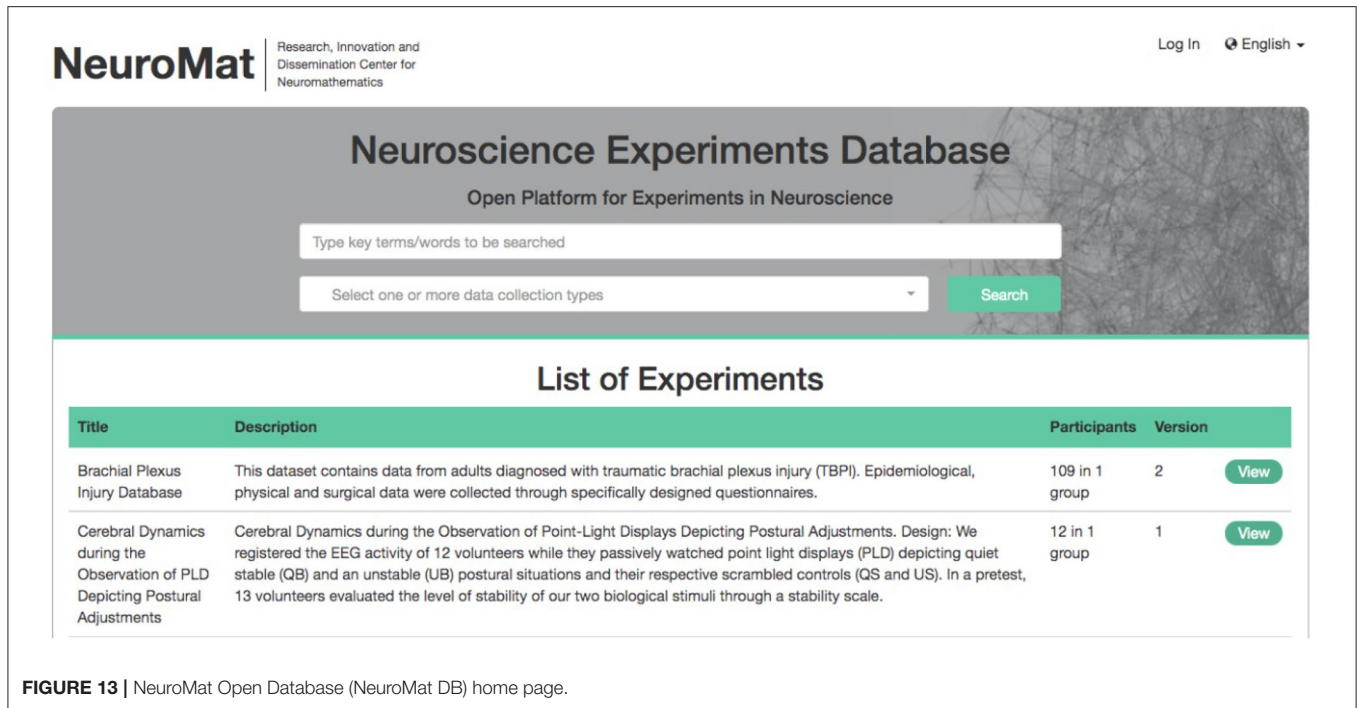 NeuroMat
Research, Innovation and
Dissemination Center for
Neuromathematics
Log In
English
Neuroscience Experiments Database
Open Platform for Experiments in Neuroscience
Type key terms/words to be searched
Select one or more data collection types
Search
List of Experiments
Title Description Participants Version
Brachial Plexus
Injury Database
This dataset contains data from adults diagnosed with traumatic brachial plexus injury (TBPI). Epidemiological,
physical and surgical data were collected through specifically designed questionnaires.
109 in 1
group
2
View
Cerebral Dynamics
during the
Observation of PLD
Depicting Postural
Adjustments
Cerebral Dynamics during the Observation of Point-Light Displays Depicting Postural Adjustments. Design: We
registered the EEG activity of 12 volunteers while they passively watched point light displays (PLD) depicting quiet
stable (QB) and an unstable (UB) postural situations and their respective scrambled controls (QS and US). In a pretest,
13 volunteers evaluated the level of stability of our two biological stimuli through a stability scale.
12 in 1
group
1
View
FIGURE 13 | NeuroMat Open Database (NeuroMat DB) home page.